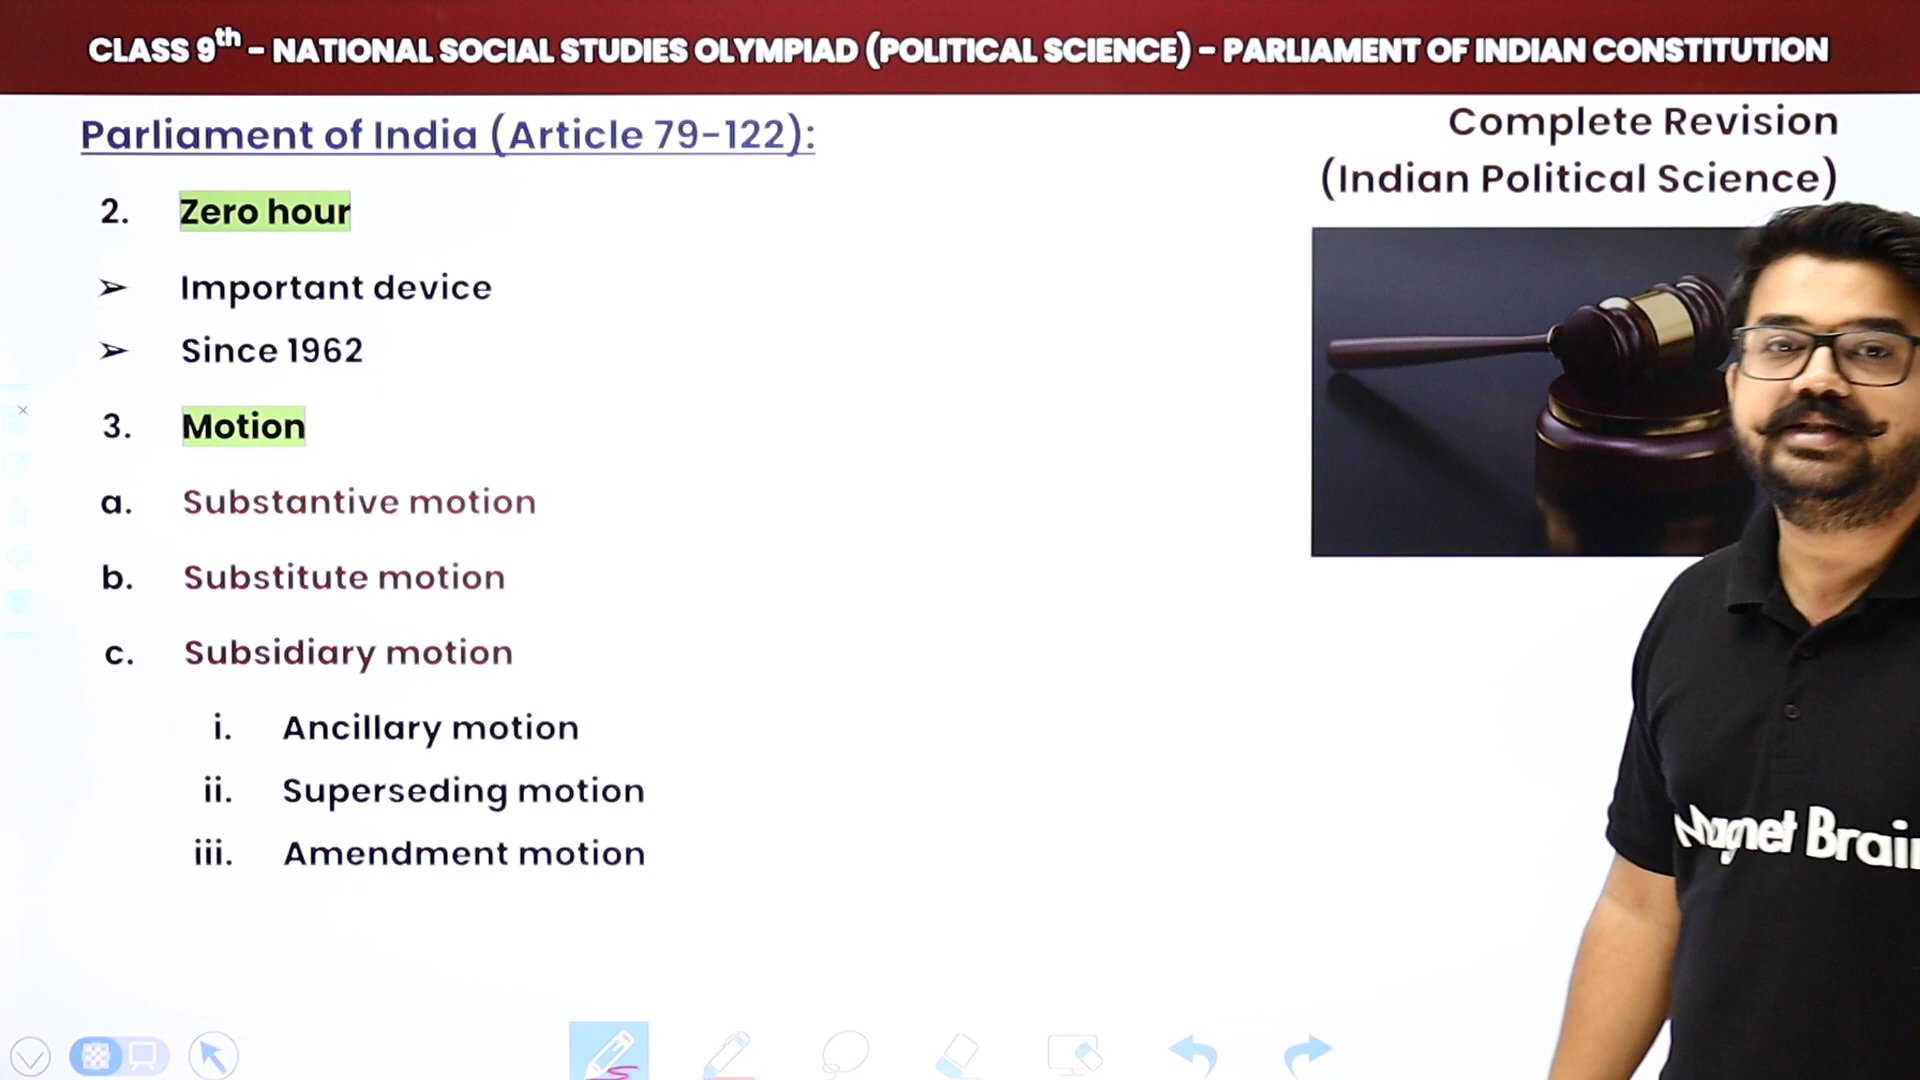 CLASS 9th – NATIONAL SOCIAL STUDIES OLYMPIAD (POLITICAL SCIENCE) – PARLIAMENT OF INDIAN CONSTITUTION
Parliament of India (Article 79-122):
Complete Revision
(Indian Political Science)
2. Zero hour
➢ Important device
➢ Since 1962
3. Motion
a. Substantive motion
b. Substitute motion
c. Subsidiary motion
i. Ancillary motion
ii. Superseding motion
iii. Amendment motion
Magnet Brain